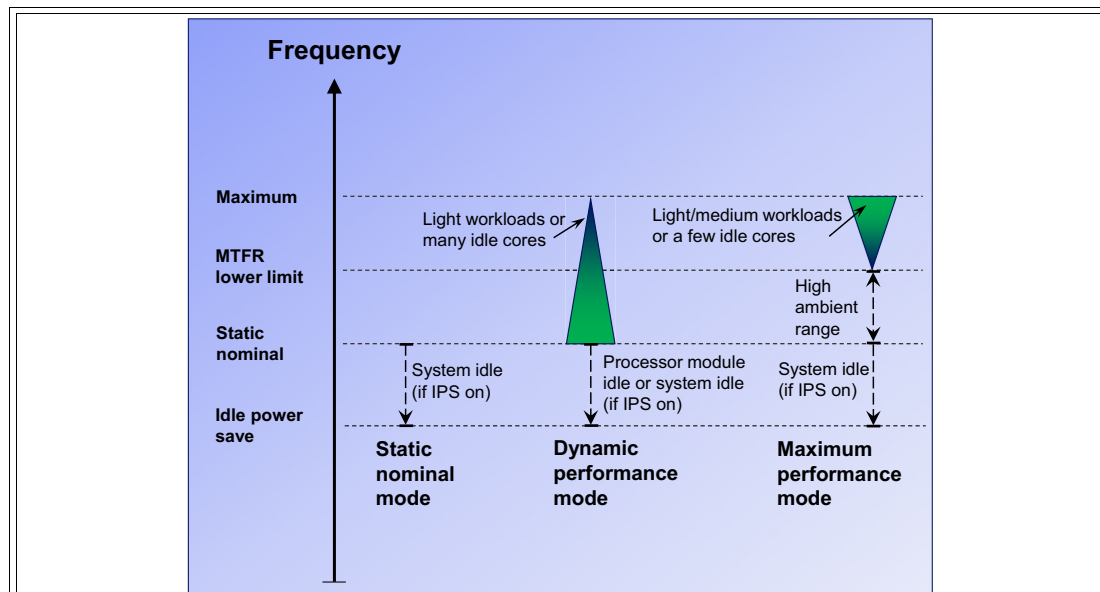 Frequency
Maximum
Light workloads or
many idle cores
Light/medium workloads
or a few idle cores
MTFR
lower limit
High
ambient
range
Static
nominal
System idle
(if IPS on)
Processor module
idle or system idle
(if IPS on)
System idle
(if IPS on)
Idle power
save
Static
nominal
mode
Dynamic
performance
mode
Maximum
performance
mode